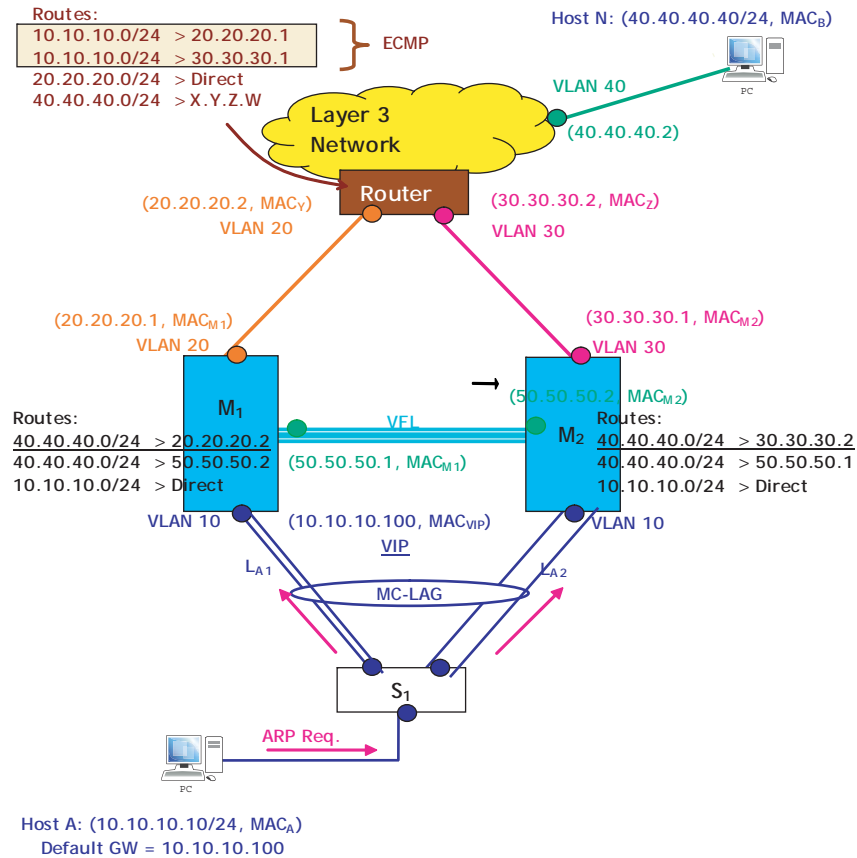 Routes:
10.10.10.0/24 > 20.20.20.1
10.10.10.0/24 > 30.30.30.1
ECMP
20.20.20.0/24 > Direct
40.40.40.0/24 > X.Y.Z.W
Host N: (40.40.40.40/24, MACB)
PC
VLAN 40
(40.40.40.2)
Layer 3
Network
Router
(20.20.20.2, MACY)
VLAN 20
(30.30.30.2, MACZ)
VLAN 30
(20.20.20.1, MACM1)
VLAN 20
(30.30.30.1, MACM2)
VLAN 30
M1
(50.50.50.2, MACM2)
VFL
M2
(50.50.50.1, MACM1)
Routes:
40.40.40.0/24 > 20.20.20.2
40.40.40.0/24 > 50.50.50.2
10.10.10.0/24 > Direct
Routes:
40.40.40.0/24 > 30.30.30.2
40.40.40.0/24 > 50.50.50.1
10.10.10.0/24 > Direct
VLAN 10
(10.10.10.100, MACVIP)
VIP
VLAN 10
LA1
LA2
MC-LAG
S1
ARP Req.
PC
Host A: (10.10.10.10/24, MACA)
Default GW = 10.10.10.100